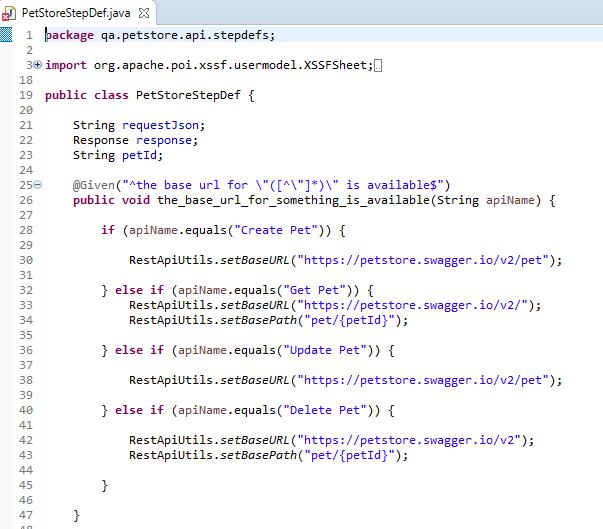 PetStoreStepDef.java
1 package qa.petstore.api.stepdefs;
2
3 import org.apache.poi.xssf.usermodel.XSSFSheet;
18
19 public class PetStoreStepDef {
20
21 String requestJson;
22 Response response;
23 String petId;
24
25 @Given("^the base url for \"([^\"]*)\" is available$")
26 public void the_base_url_for_something_is_available(String apiName) {
27
28 if (apiName.equals("Create Pet")) {
29
30 RestApiUtils.setBaseURL("https://petstore.swagger.io/v2/pet");
31
32 } else if (apiName.equals("Get Pet")) {
33 RestApiUtils.setBaseURL("https://petstore.swagger.io/v2/");
34 RestApiUtils.setBasePath("pet/{petId}");
35
36 } else if (apiName.equals("Update Pet")) {
37
38 RestApiUtils.setBaseURL("https://petstore.swagger.io/v2/pet");
39
40 } else if (apiName.equals("Delete Pet")) {
41
42 RestApiUtils.setBaseURL("https://petstore.swagger.io/v2");
43 RestApiUtils.setBasePath("pet/{petId}");
44
45 }
46
47 }